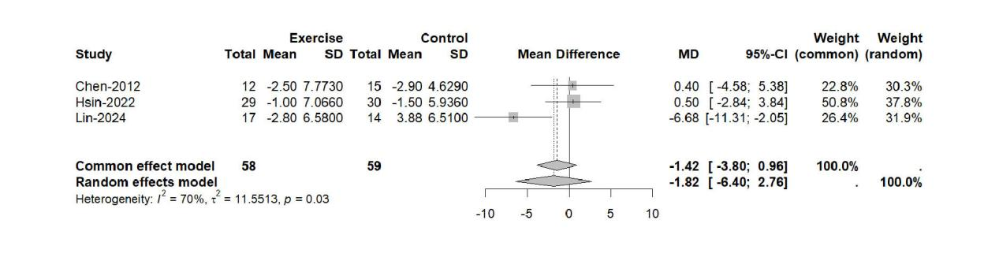 Exercise Control Weight Weight
Study Total Mean SD Total Mean SD Mean Difference MD 95%-CI (common) (random)
Chen-2012 12 -2.50 7.7730 15 -2.90 4.6290 0.40 [ -4.58; 5.38] 22.8% 30.3%
Hsin-2022 29 -1.00 7.0660 30 -1.50 5.9360 0.50 [ -2.84; 3.84] 50.8% 37.8%
Lin-2024 17 -2.80 6.5800 14 3.88 6.5100 -6.68 [-11.31; -2.05] 26.4% 31.9%
Common effect model 58 59 -1.42 [ -3.80; 0.96] 100.0% .
Random effects model -1.82 [ -6.40; 2.76] . 100.0%
Heterogeneity: I² = 70%, τ² = 11.5513, p = 0.03
-10 -5 0 5 10